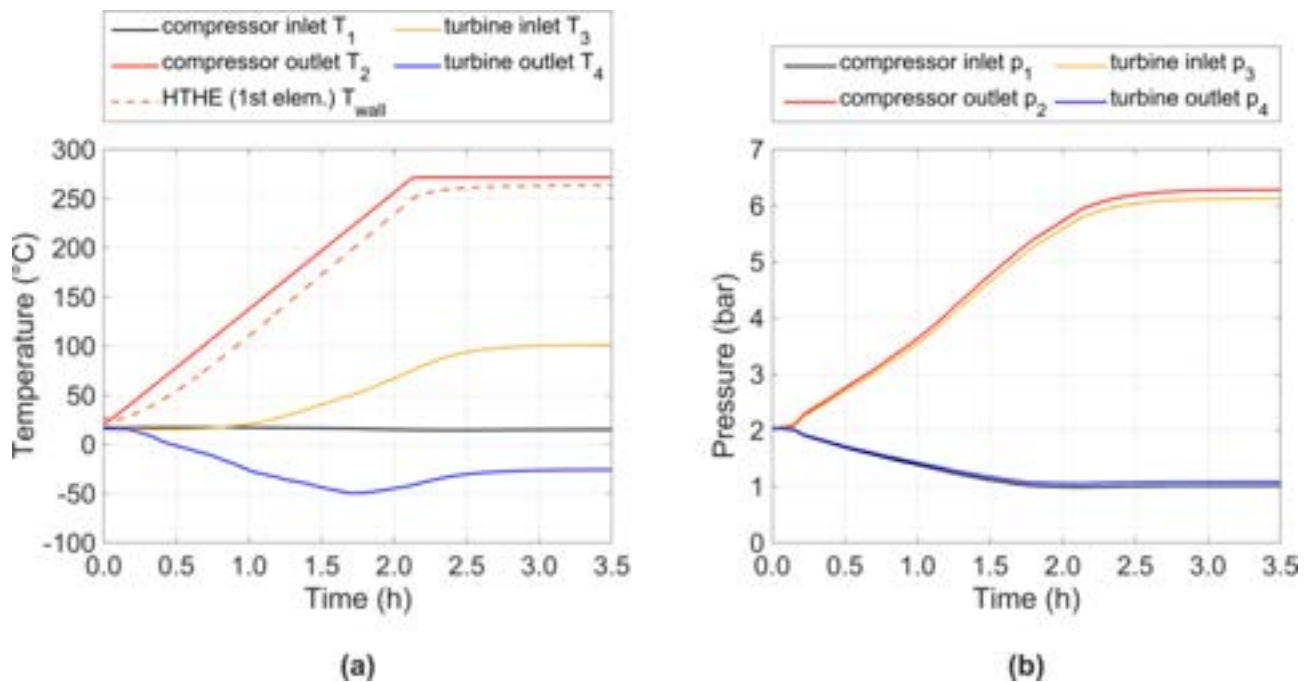 compressor inlet T1
turbine inlet T3
compressor outlet T2
turbine outlet T4
HTHE (1st elem.) Twall
300
250
200
150
100
50
0
-50
-100
Temperature (°C)
0.0 0.5 1.0 1.5 2.0 2.5 3.0 3.5
Time (h)
(a)
compressor inlet p1
turbine inlet p3
compressor outlet p2
turbine outlet p4
7
6
5
4
3
2
1
0
Pressure (bar)
0.0 0.5 1.0 1.5 2.0 2.5 3.0 3.5
Time (h)
(b)